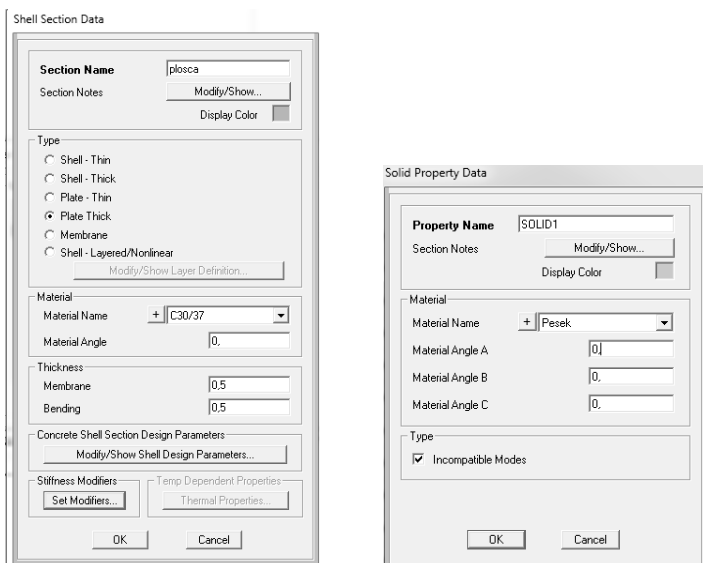 Shell Section Data
Section Name plosca
Section Notes Modify/Show...
Display Color
Type
Shell - Thin
Shell - Thick
Plate - Thin
Plate Thick
Membrane
Shell - Layered/Nonlinear
Modify/Show Layer Definition...
Material
Material Name + C30/37
Material Angle 0,
Thickness
Membrane 0,5
Bending 0,5
Concrete Shell Section Design Parameters
Modify/Show Shell Design Parameters...
Stiffness Modifiers Temp Dependent Properties
Set Modifiers... Thermal Properties...
OK Cancel
Solid Property Data
Property Name SOLID1
Section Notes Modify/Show...
Display Color
Material
Material Name + Pesek
Material Angle A 0,
Material Angle B 0,
Material Angle C 0,
Type
Incompatible Modes
OK Cancel